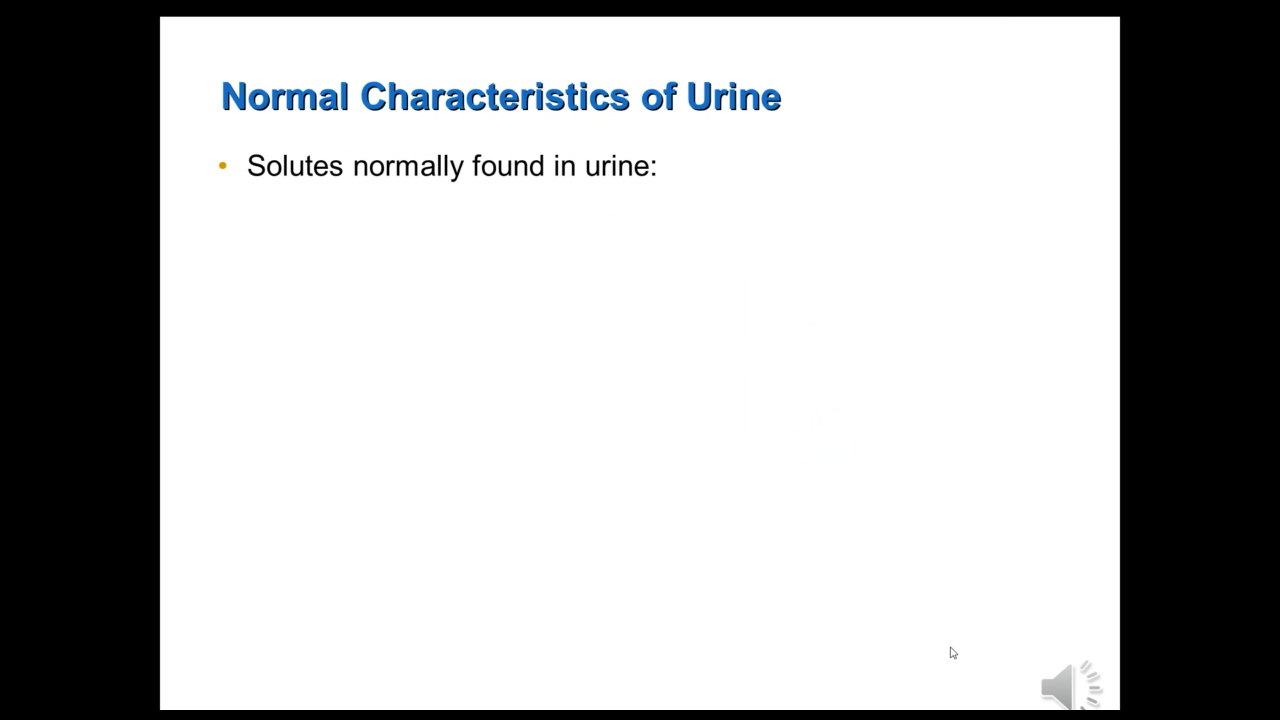 Normal Characteristics of Urine
• Solutes normally found in urine: